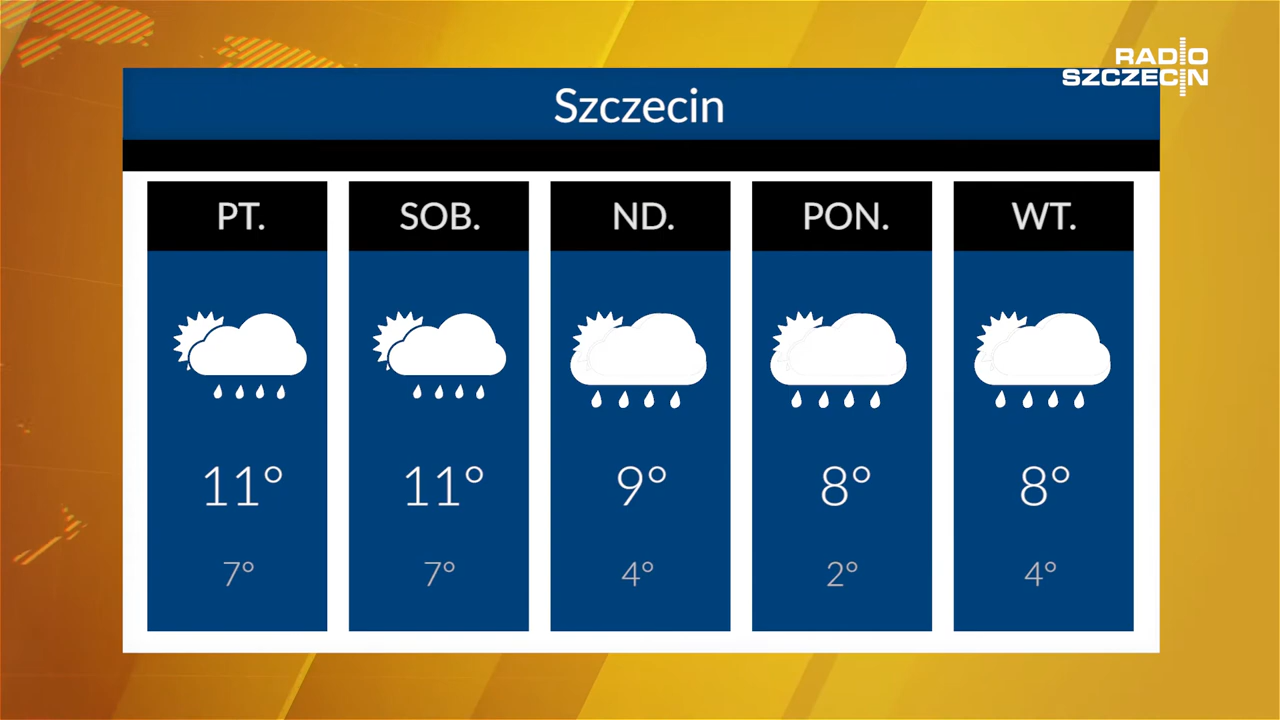 RADIO
SZCZECIN
Szczecin
PT. SOB. ND. PON. WT.
11° 11° 9° 8° 8°
7° 7° 4° 2° 4°